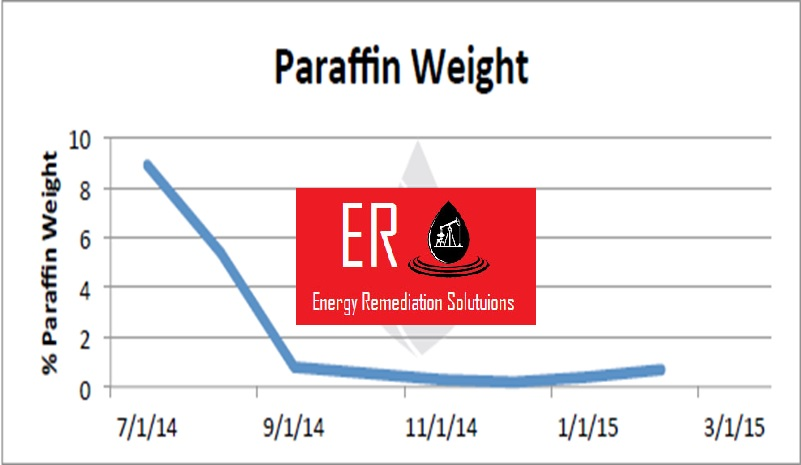 Paraffin Weight
% Paraffin Weight
10
8
6
4
2
0
ER
Energy Remediation Solutuions
7/1/14
9/1/14
11/1/14
1/1/15
3/1/15